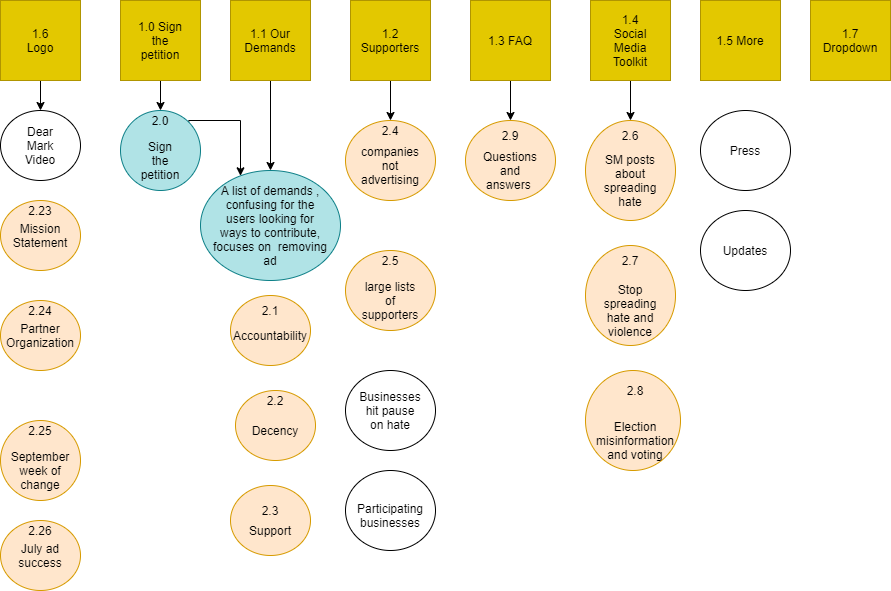 1.6
Logo
1.0 Sign
the
petition
1.1 Our
Demands
1.2
Supporters
1.3 FAQ
1.4
Social
Media
Toolkit
1.5 More
1.7
Dropdown
Dear
Mark
Video
2.23
Mission
Statement
2.24
Partner
Organization
2.25
September
week of
change
2.26
July ad
success
2.0
Sign
the
petition
A list of demands ,
confusing for the
users looking for
ways to contribute,
focuses on  removing
ad
2.1
Accountability
2.2
Decency
2.3
Support
2.4
companies
not
advertising
2.5
large lists
of
supporters
Businesses
hit pause
on hate
Participating
businesses
2.9
Questions
and
answers
2.6
SM posts
about
spreading
hate
2.7
Stop
spreading
hate and
violence
2.8
Election
misinformation
and voting
Press
Updates